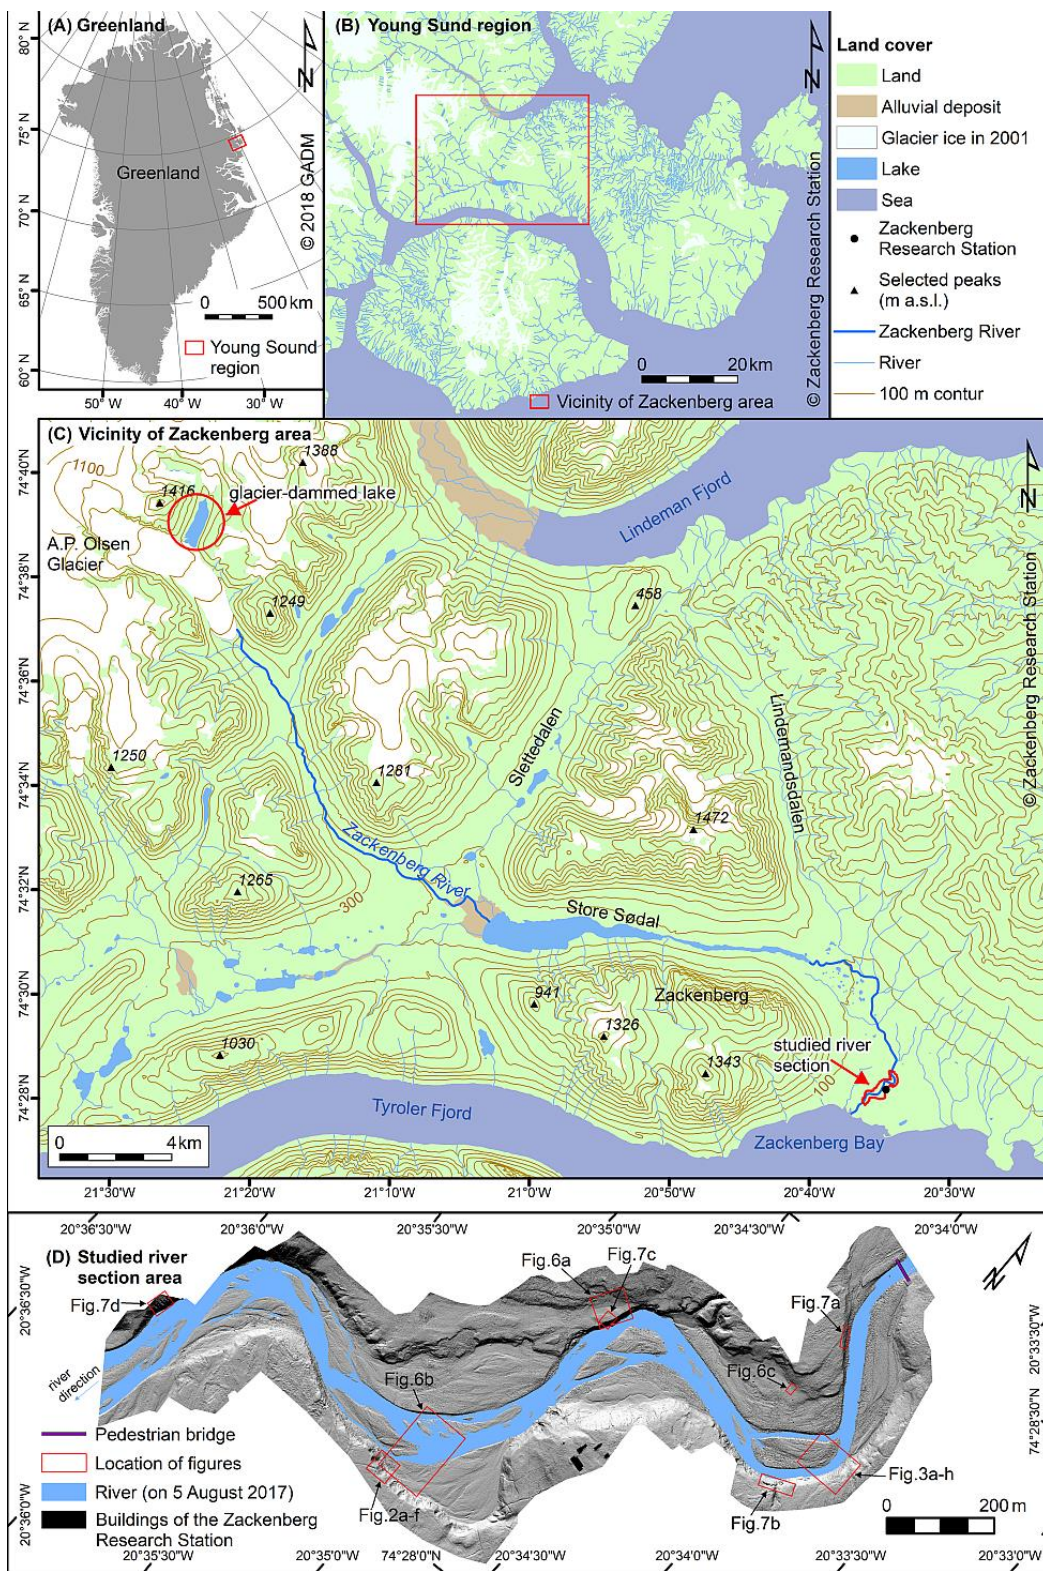 (A) Greenland
80° N
75° N
70° N
65° N
60° N
50° W
40° W
30° W
Greenland
N
© 2018 GADM
0
500 km
Young Sound
region
(B) Young Sund region
N
0
20 km
© Zackenberg Research Station
Vicinity of Zackenberg area
Land cover
Land
Alluvial deposit
Glacier ice in 2001
Lake
Sea
Zackenberg
Research Station
Selected peaks
(m a.s.l.)
Zackenberg River
River
100 m contur
(C) Vicinity of Zackenberg area
1100
1388
1416
glacier-dammed lake
A.P. Olsen
Glacier
1249
Lindeman Fjord
458
N
© Zackenberg Research Station
1250
1281
Slettedalen
Lindemandsdalen
1472
Zackenberg River
1265
300
Store Sødal
941
Zackenberg
1326
1030
1343
studied river
section
100
Tyroler Fjord
Zackenberg Bay
0
4 km
74°40'N
74°38'N
74°36'N
74°34'N
74°32'N
74°30'N
74°28'N
21°30'W
21°20'W
21°10'W
21°0'W
20°50'W
20°40'W
20°30'W
20°36'30"W
20°36'0"W
20°35'30"W
20°35'0"W
20°34'30"W
20°34'0"W
(D) Studied river
section area
N
Fig.7d
Fig.6a
Fig.7c
Fig.7a
Fig.6c
Fig.6b
river
direction
Fig.2a-f
Fig.7b
Fig.3a-h
Pedestrian bridge
Location of figures
River (on 5 August 2017)
Buildings of the Zackenberg
Research Station
0
200 m
20°36'30"W
20°36'0"W
20°33'30"W
74°28'30"N
20°35'30"W
20°35'0"W
74°28'0"N
20°34'30"W
20°34'0"W
20°33'30"W
20°33'0"W